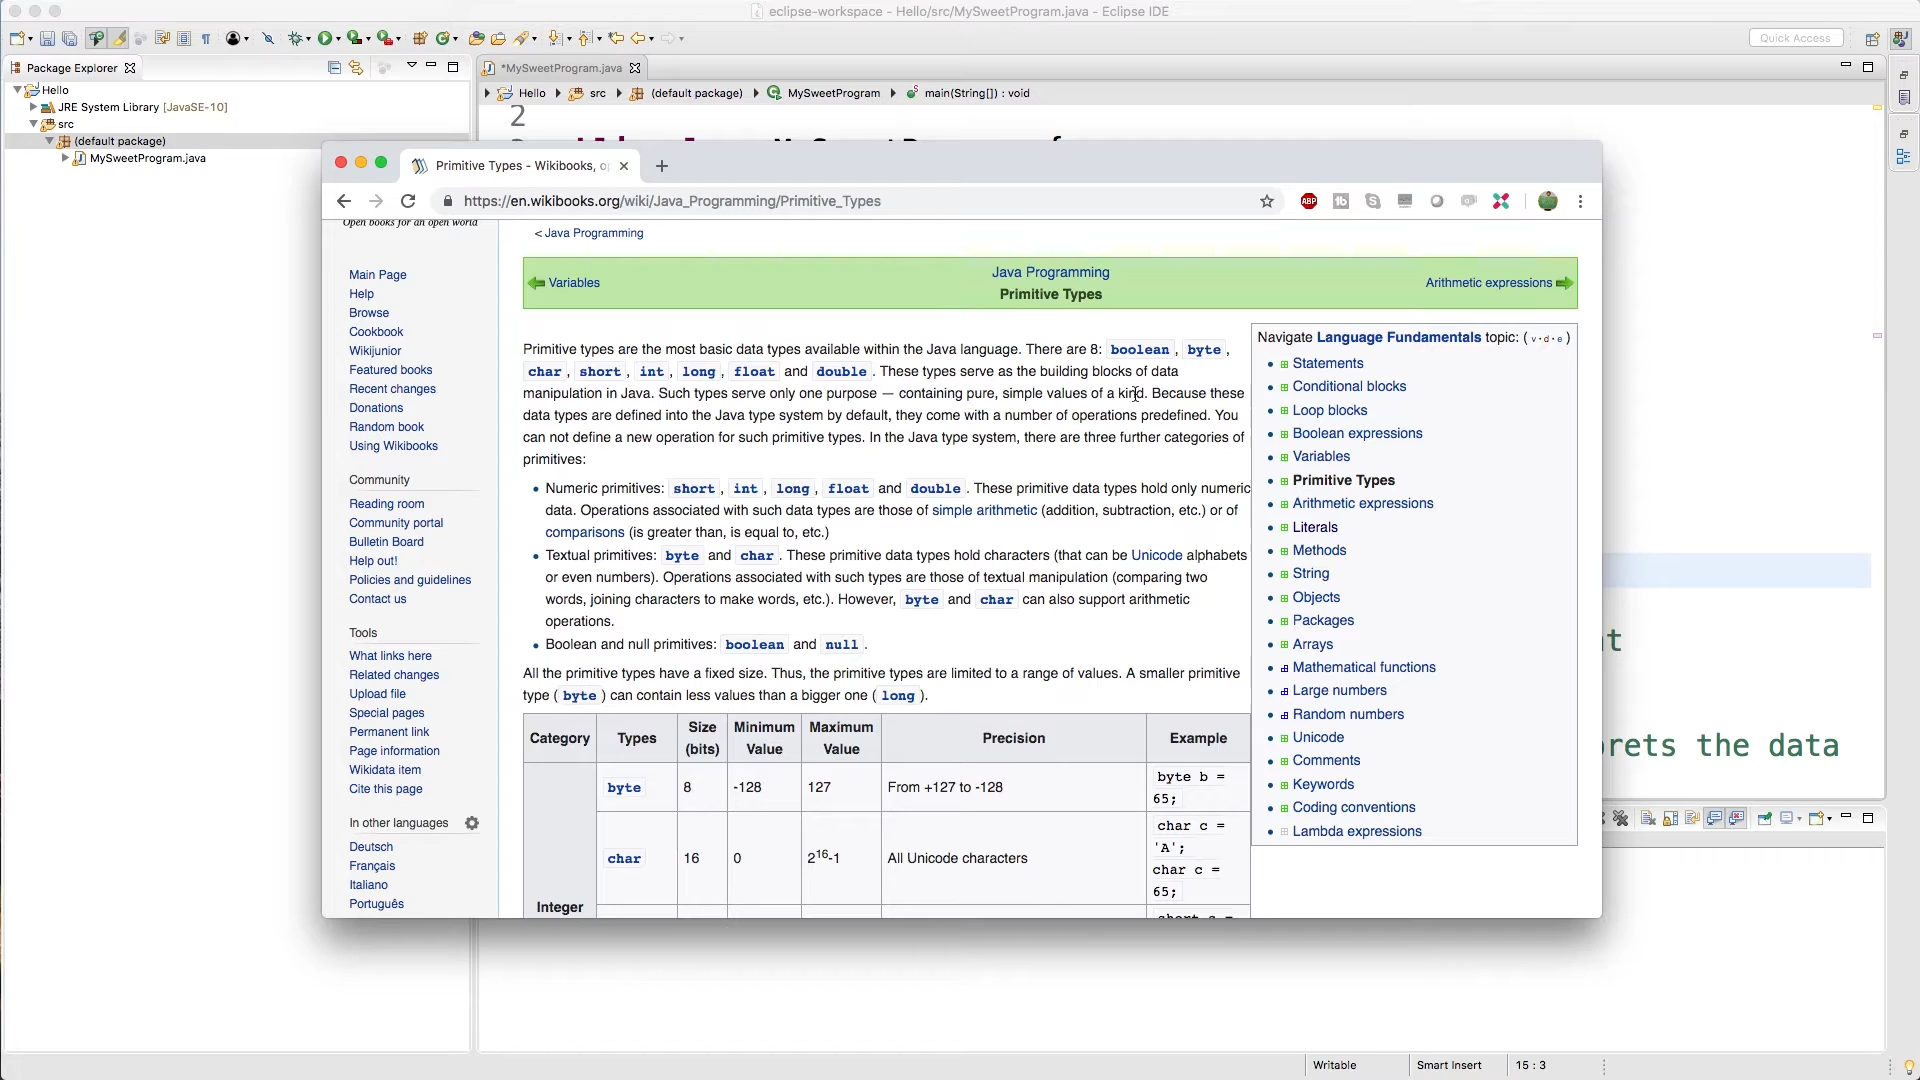 eclipse-workspace - Hello/src/MySweetProgram.java - Eclipse IDE
Quick Access
Package Explorer
*MySweetProgram.java
Hello
JRE System Library [JavaSE-10]
src
(default package)
MySweetProgram.java
Hello
src
(default package)
MySweetProgram
main(String[]) : void
2
Primitive Types - Wikibooks, op
https://en.wikibooks.org/wiki/Java_Programming/Primitive_Types
ABP
Open books for an open world
Main Page
Help
Browse
Cookbook
Wikijunior
Featured books
Recent changes
Donations
Random book
Using Wikibooks
Community
Reading room
Community portal
Bulletin Board
Help out!
Policies and guidelines
Contact us
Tools
What links here
Related changes
Upload file
Special pages
Permanent link
Page information
Wikidata item
Cite this page
In other languages
Deutsch
Français
Italiano
Português
< Java Programming
Variables
Java Programming
Primitive Types
Arithmetic expressions
Primitive types are the most basic data types available within the Java language. There are 8: boolean, byte,
char, short, int, long, float and double. These types serve as the building blocks of data
manipulation in Java. Such types serve only one purpose — containing pure, simple values of a kind. Because these
data types are defined into the Java type system by default, they come with a number of operations predefined. You
can not define a new operation for such primitive types. In the Java type system, there are three further categories of
primitives:
• Numeric primitives: short, int, long, float and double. These primitive data types hold only numeric
data. Operations associated with such data types are those of simple arithmetic (addition, subtraction, etc.) or of
comparisons (is greater than, is equal to, etc.)
• Textual primitives: byte and char. These primitive data types hold characters (that can be Unicode alphabets
or even numbers). Operations associated with such types are those of textual manipulation (comparing two
words, joining characters to make words, etc.). However, byte and char can also support arithmetic
operations.
• Boolean and null primitives: boolean and null.
All the primitive types have a fixed size. Thus, the primitive types are limited to a range of values. A smaller primitive
type (byte) can contain less values than a bigger one (long).
Category Types Size (bits) Minimum Value Maximum Value Precision Example
Integer
byte 8 -128 127 From +127 to -128 byte b = 65;
char 16 0 2^16-1 All Unicode characters char c = 'A'; char c = 65;
Navigate Language Fundamentals topic: ( v · d · e )
• Statements
• Conditional blocks
• Loop blocks
• Boolean expressions
• Variables
• Primitive Types
• Arithmetic expressions
• Literals
• Methods
• String
• Objects
• Packages
• Arrays
• Mathematical functions
• Large numbers
• Random numbers
• Unicode
• Comments
• Keywords
• Coding conventions
• Lambda expressions
prets the data
Writable
Smart Insert
15 : 3